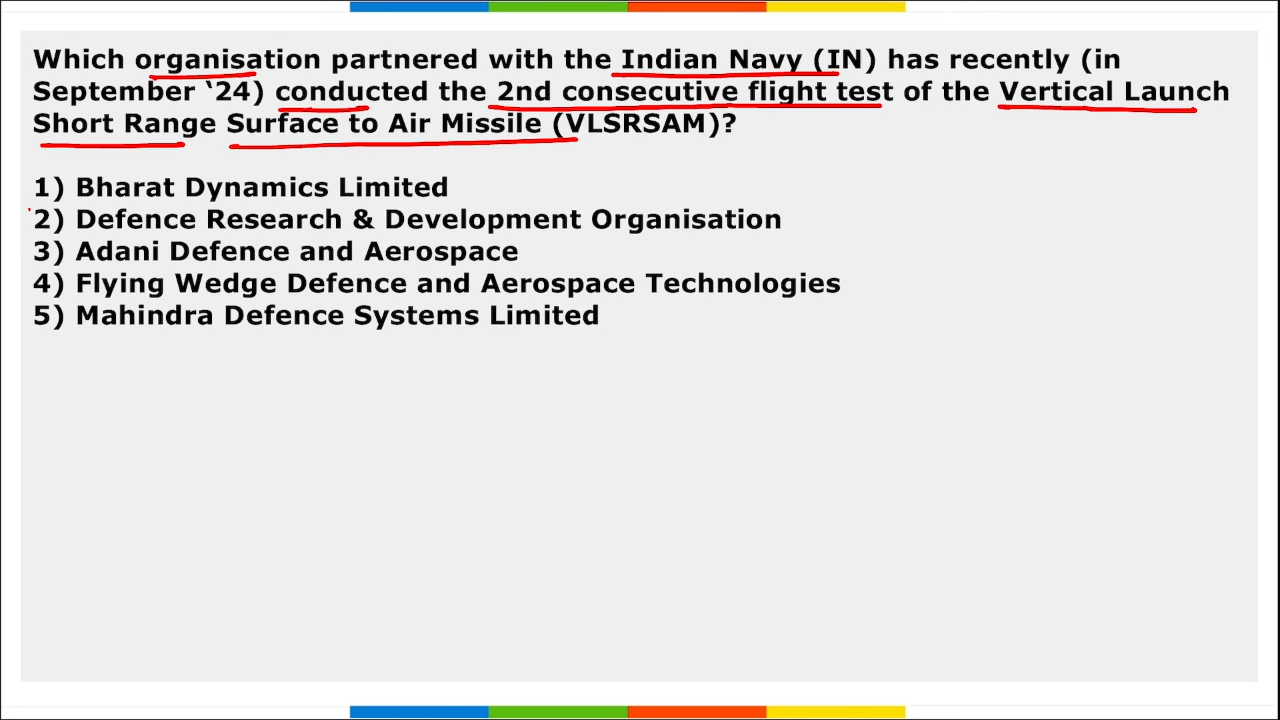 Which organisation partnered with the Indian Navy (IN) has recently (in
September ‘24) conducted the 2nd consecutive flight test of the Vertical Launch
Short Range Surface to Air Missile (VLSRSAM)?
1) Bharat Dynamics Limited
2) Defence Research & Development Organisation
3) Adani Defence and Aerospace
4) Flying Wedge Defence and Aerospace Technologies
5) Mahindra Defence Systems Limited